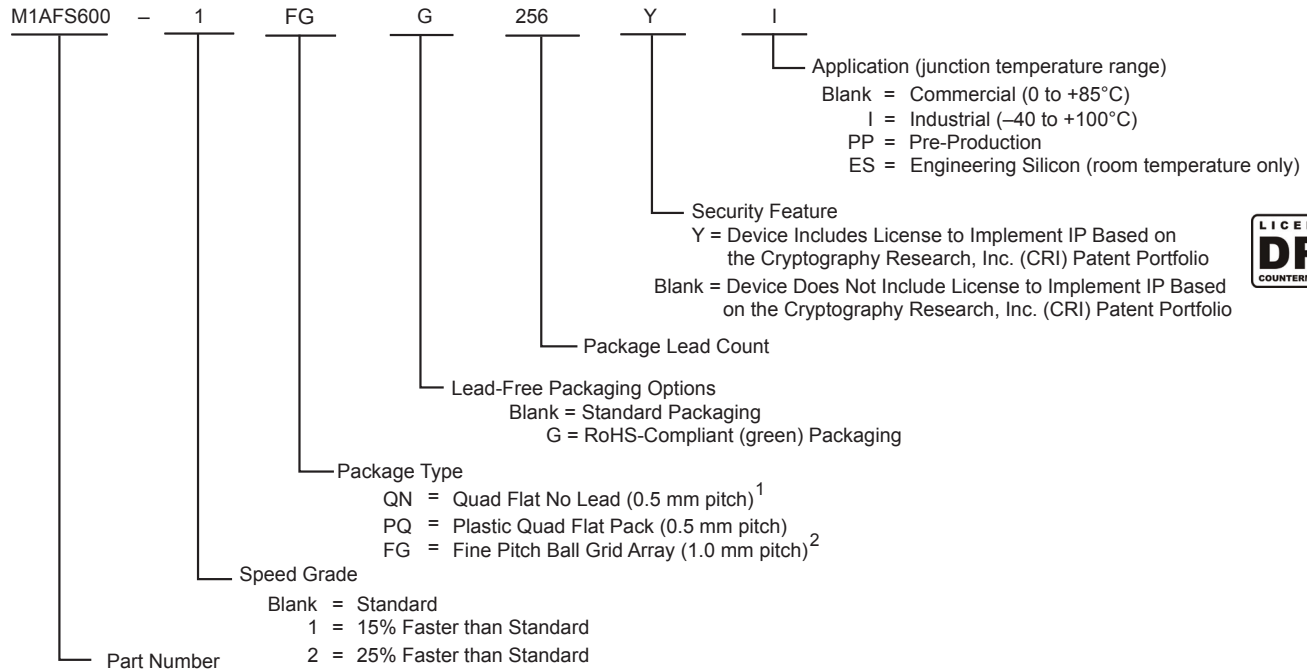 M1AFS600 – 1 FG G 256 Y I
Application (junction temperature range)
Blank = Commercial (0 to +85°C)
I = Industrial (–40 to +100°C)
PP = Pre-Production
ES = Engineering Silicon (room temperature only)
Security Feature
Y = Device Includes License to Implement IP Based on
the Cryptography Research, Inc. (CRI) Patent Portfolio
Blank = Device Does Not Include License to Implement IP Based
on the Cryptography Research, Inc. (CRI) Patent Portfolio
Package Lead Count
Lead-Free Packaging Options
Blank = Standard Packaging
G = RoHS-Compliant (green) Packaging
Package Type
QN = Quad Flat No Lead (0.5 mm pitch)1
PQ = Plastic Quad Flat Pack (0.5 mm pitch)
FG = Fine Pitch Ball Grid Array (1.0 mm pitch)2
Speed Grade
Blank = Standard
1 = 15% Faster than Standard
2 = 25% Faster than Standard
Part Number